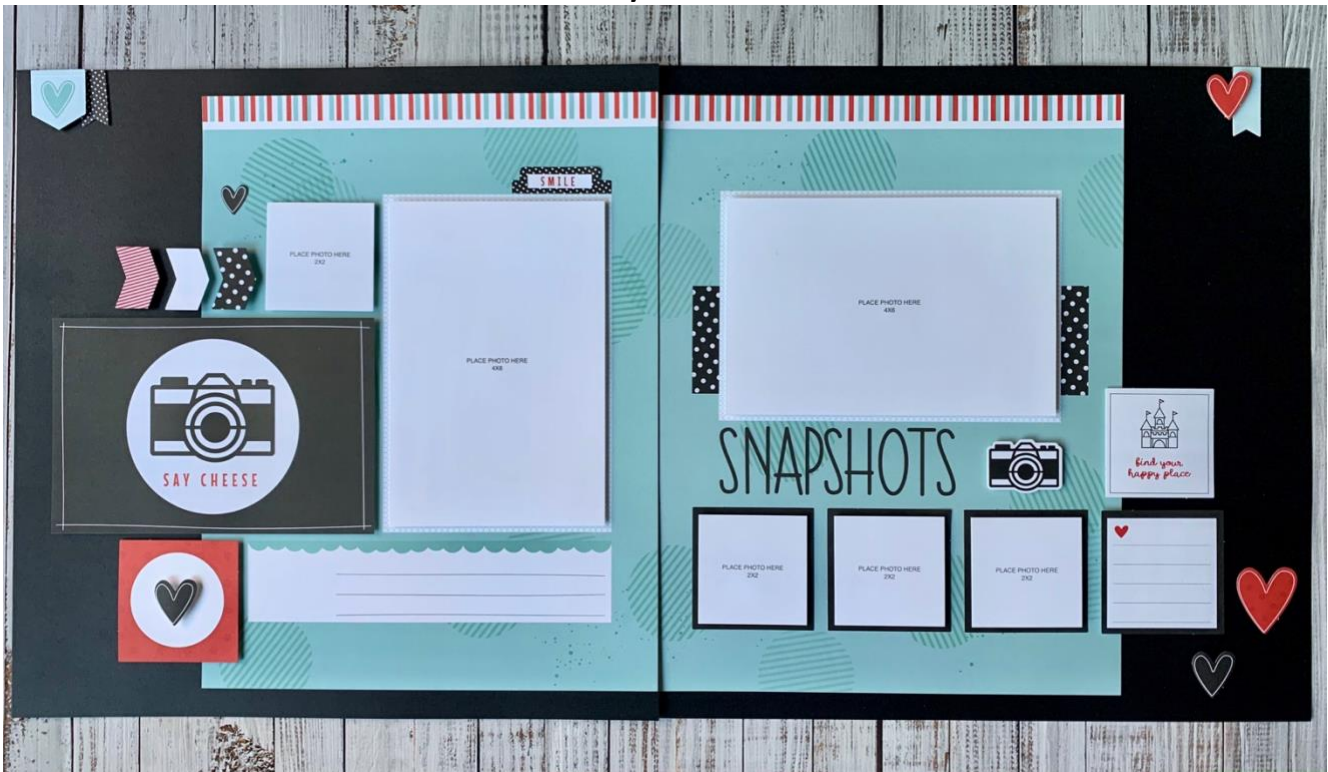 SMILE
PLACE PHOTO HERE
2X2
PLACE PHOTO HERE
4X6
SAY CHEESE
PLACE PHOTO HERE
4X6
SNAPSHOTS
find your
happy place
PLACE PHOTO HERE
2X2
PLACE PHOTO HERE
2X2
PLACE PHOTO HERE
2X2